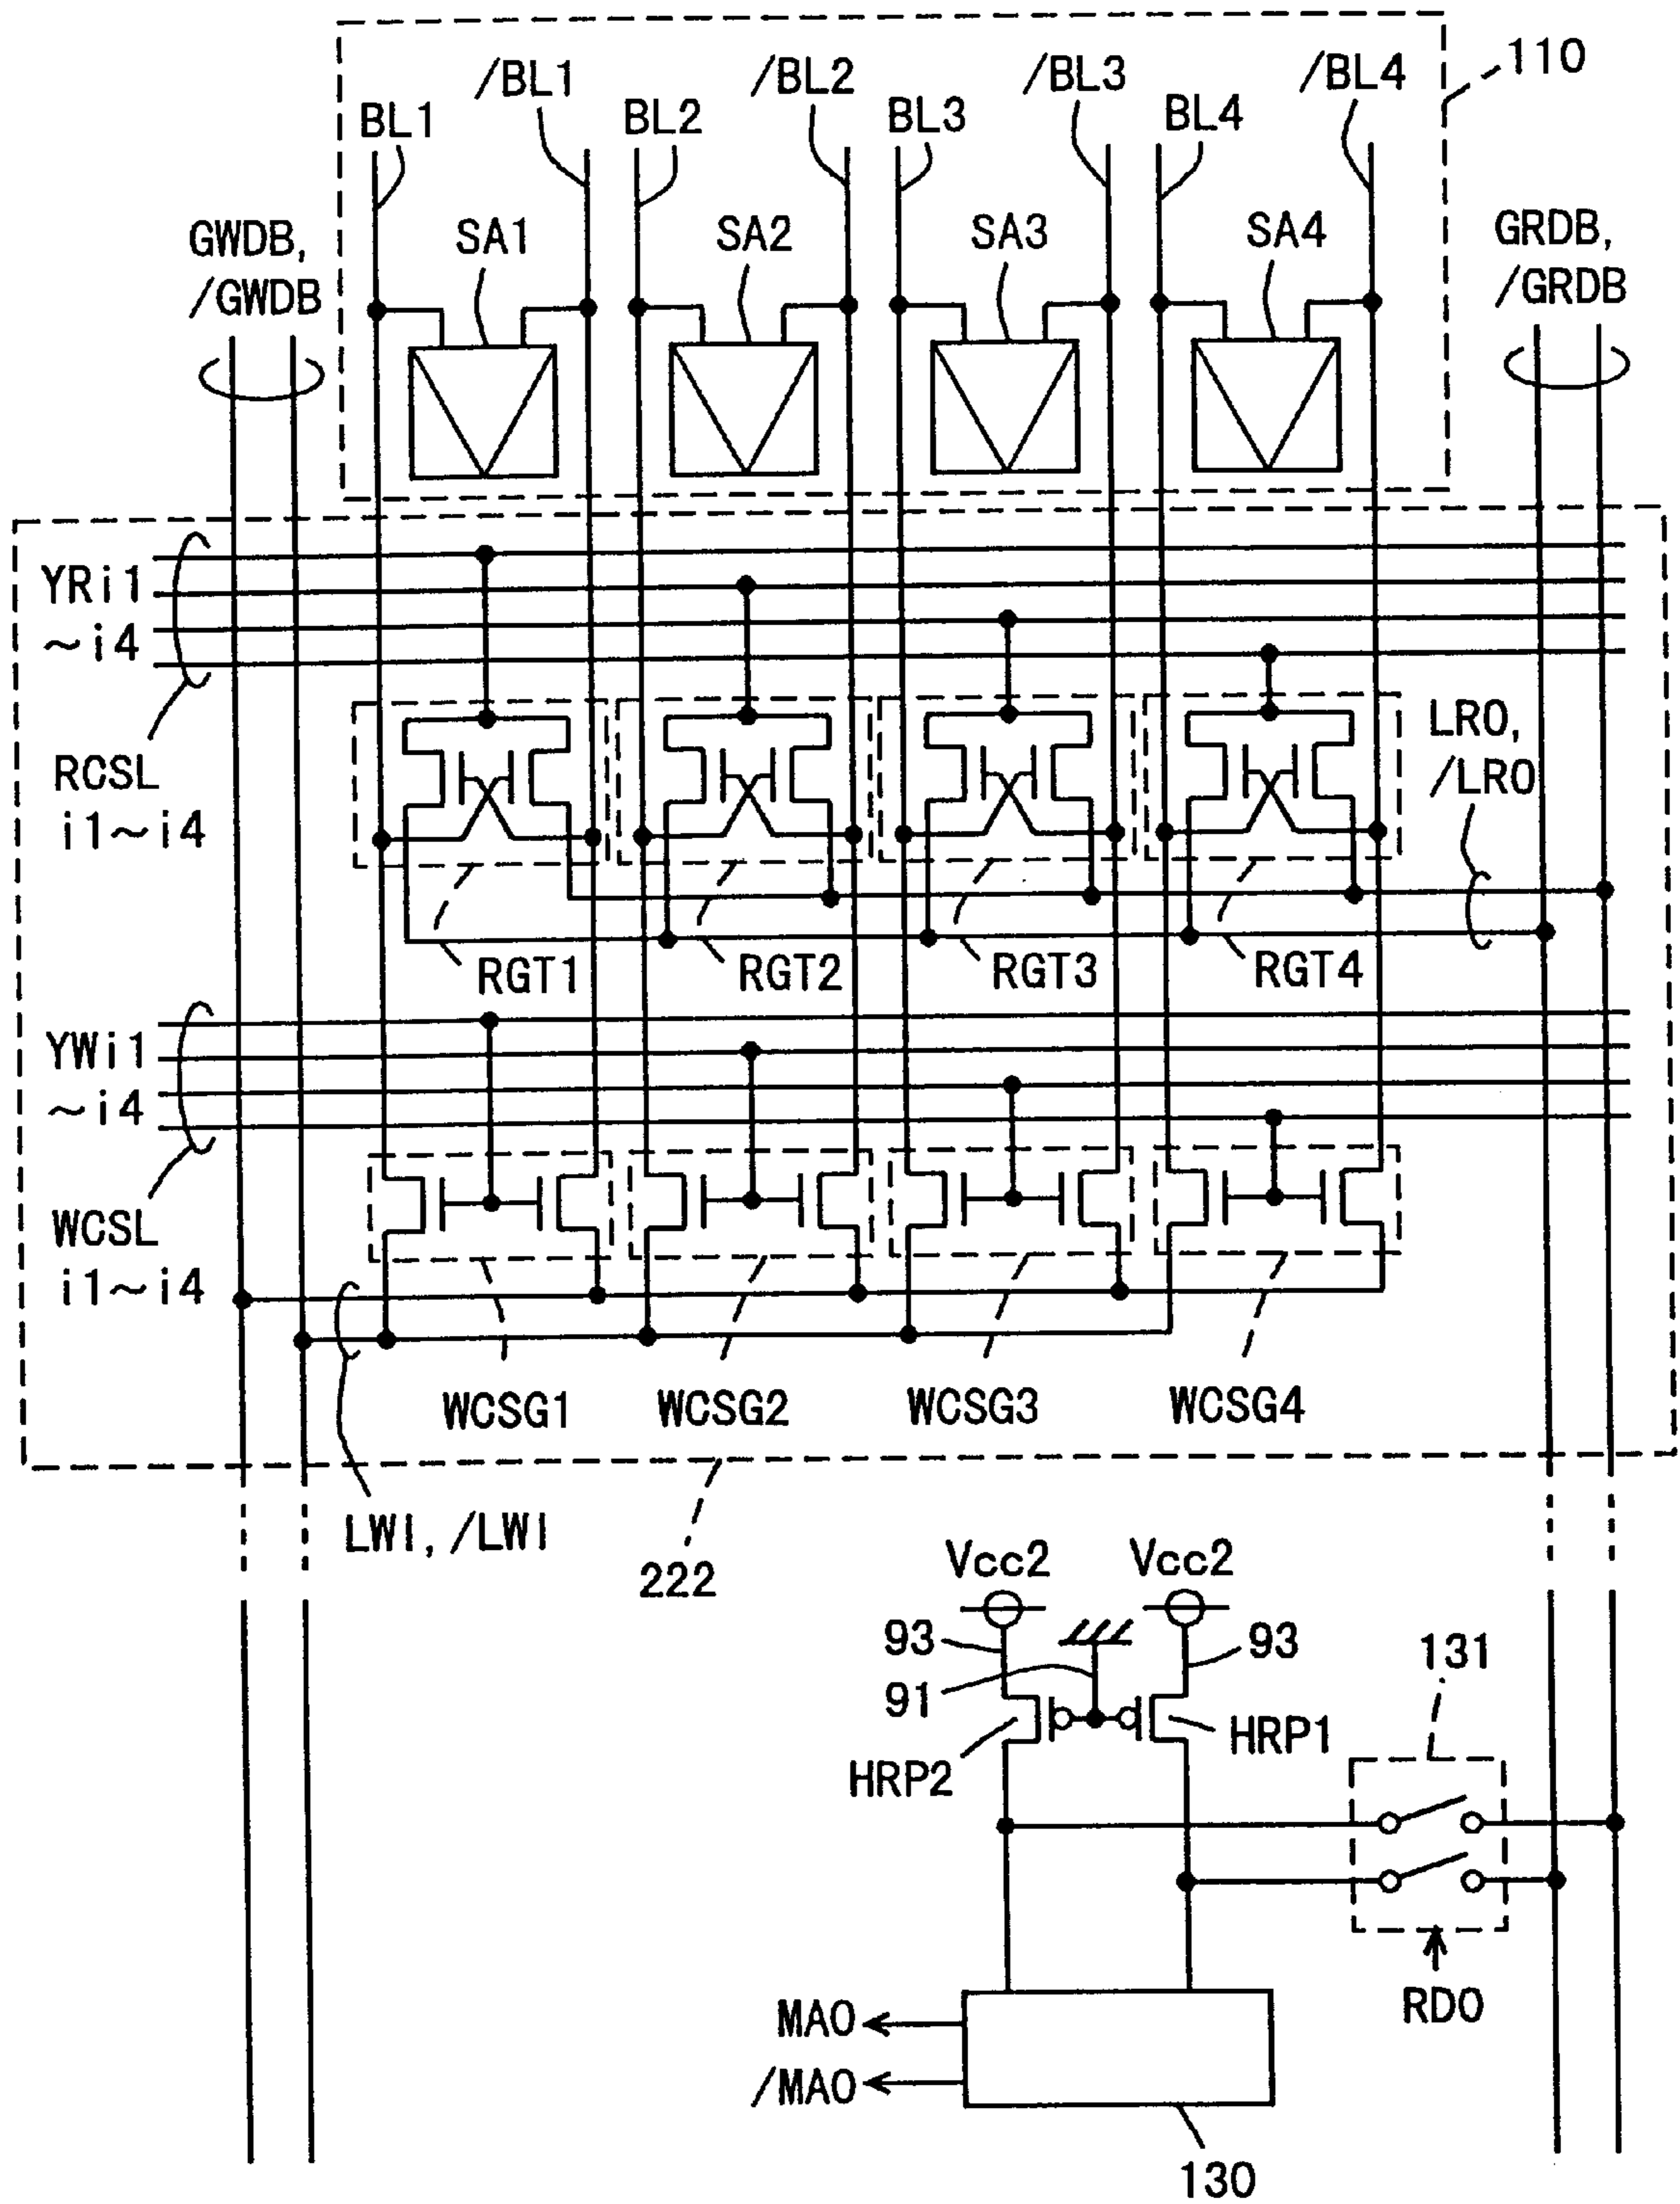 110
/BL1
/BL2
/BL3
/BL4
BL1
BL2
BL3
BL4
GWDB,
/GWDB
SA1
SA2
SA3
SA4
GRDB,
/GRDB
YRi1
~i4
RCSL
i1~i4
LRO,
/LRO
RGT1
RGT2
RGT3
RGT4
YWi1
~i4
WCSL
i1~i4
WCSG1
WCSG2
WCSG3
WCSG4
LWI, /LWI
222
Vcc2
Vcc2
93
93
91
131
HRP2
HRP1
RDO
MAO
/MAO
130